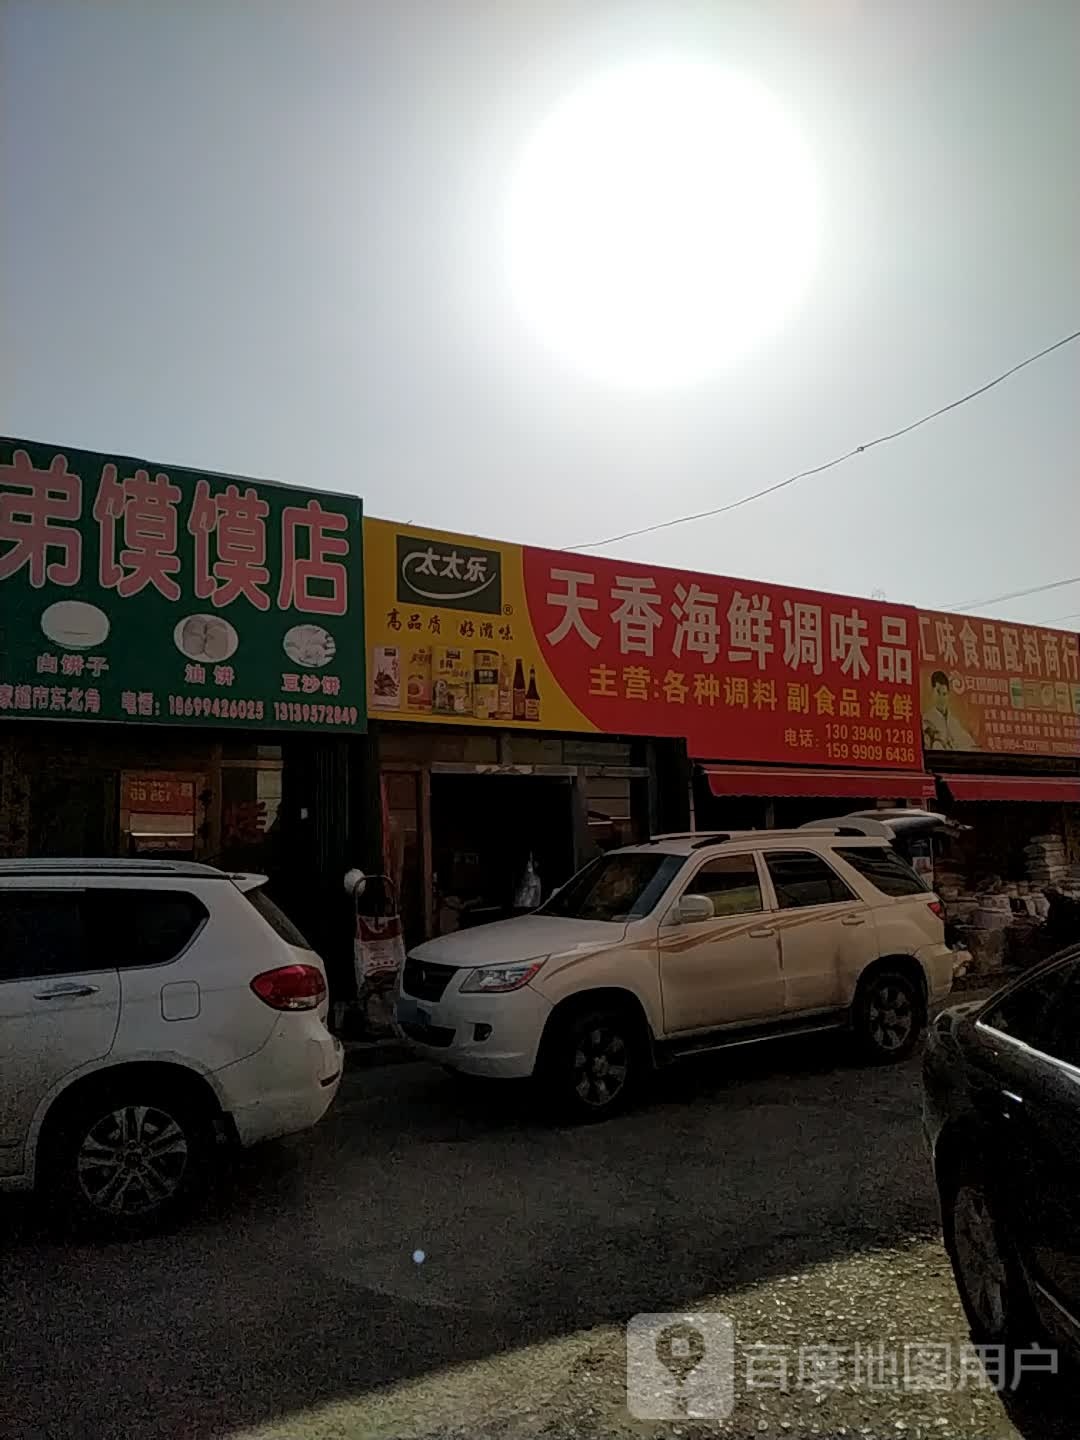 弟馍馍店
白饼子 油饼 豆沙饼
家超市东北角 电话：18699426025 13139572849
太太乐®
高品质 好滋味
天香海鲜调味品
主营:各种调料 副食品 海鲜
电话: 130 3940 1218
159 9909 6436
汇味食品配料商行
百度地图用户